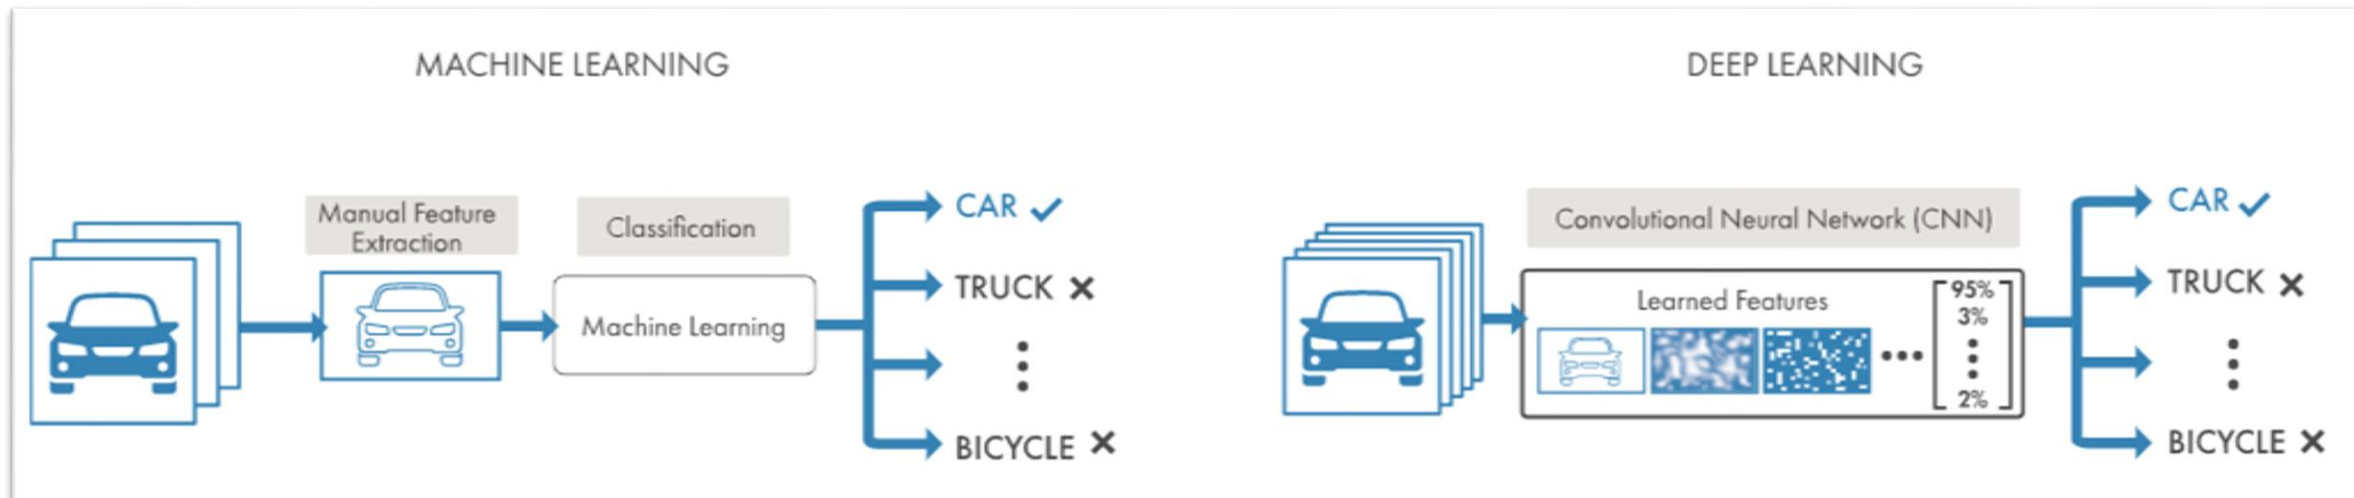 MACHINE LEARNING
Manual Feature
Extraction
Classification
Machine Learning
CAR
TRUCK
BICYCLE
DEEP LEARNING
Convolutional Neural Network (CNN)
Learned Features
95%
3%
2%
CAR
TRUCK
BICYCLE